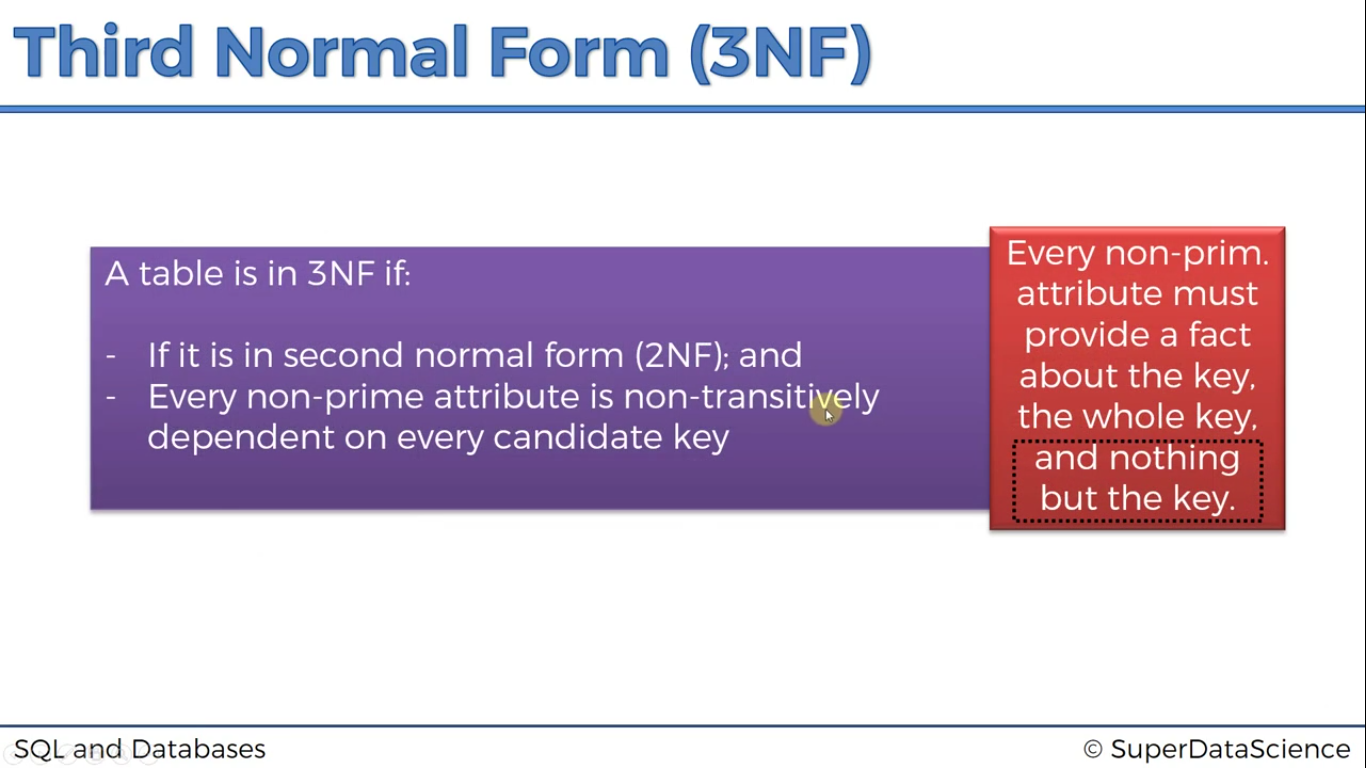 Third Normal Form (3NF)
A table is in 3NF if:
- If it is in second normal form (2NF); and
- Every non-prime attribute is non-transitively
dependent on every candidate key
Every non-prim.
attribute must
provide a fact
about the key,
the whole key,
and nothing
but the key.
SQL and Databases
© SuperDataScience